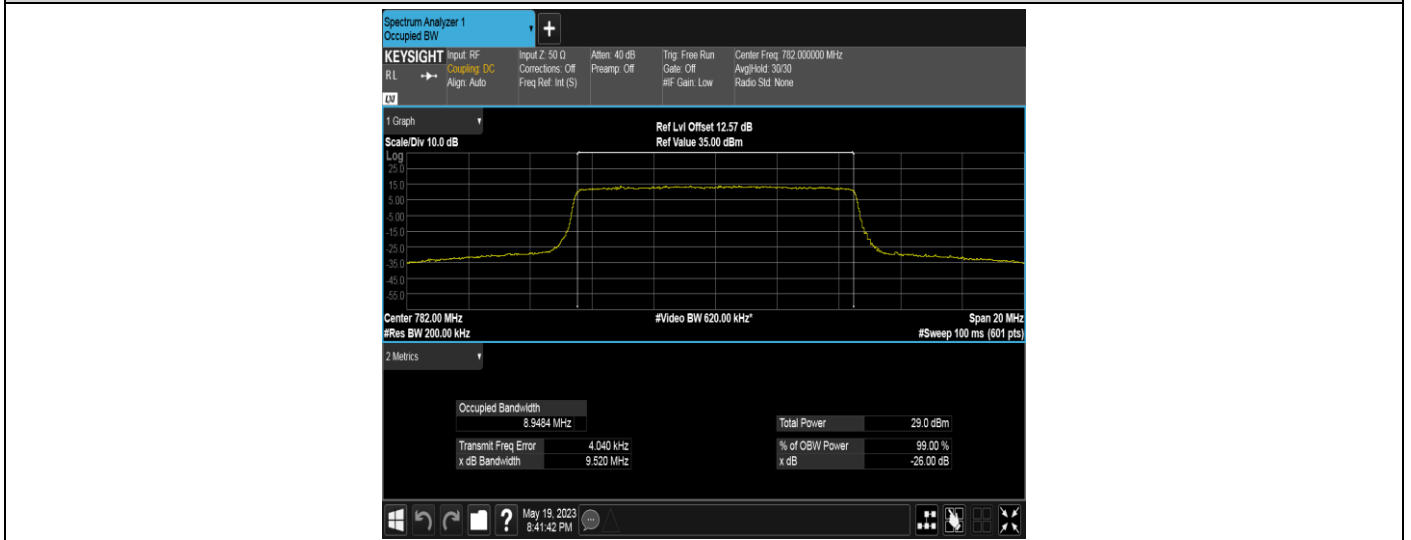 Spectrum Analyzer 1
Occupied BW
+
KEYSIGHT Input: RF Input Z: 50 Ω Atten: 40 dB Trig: Free Run Center Freq: 782.000000 MHz
Coupling: DC Corrections: Off Preamp: Off Gate: Off Avg|Hold: 30/30
R L Align: Auto Freq Ref: Int (S) #IF Gain: Low Radio Std: None
LXI
1 Graph
Ref Lvl Offset 12.57 dB
Scale/Div 10.0 dB Ref Value 35.00 dBm
Log
25.0
15.0
5.00
-5.00
-15.0
-25.0
-35.0
-45.0
-55.0
Center 782.00 MHz #Video BW 620.00 kHz* Span 20 MHz
#Res BW 200.00 kHz #Sweep 100 ms (601 pts)
2 Metrics
Occupied Bandwidth
8.9484 MHz Total Power 29.0 dBm
Transmit Freq Error 4.040 kHz % of OBW Power 99.00 %
x dB Bandwidth 9.520 MHz x dB -26.00 dB
? May 19, 2023
8:41:42 PM